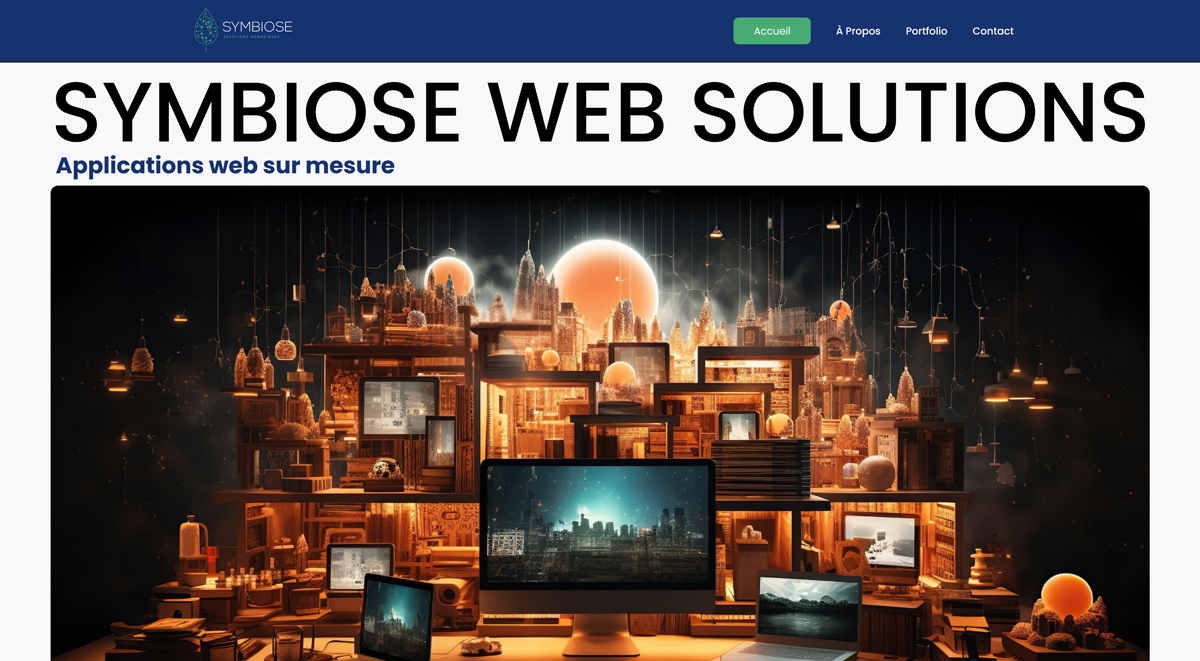 SYMBIOSE
SOLUTIONS NUMÉRIQUES
Accueil
À Propos
Portfolio
Contact
SYMBIOSE WEB SOLUTIONS
Applications web sur mesure